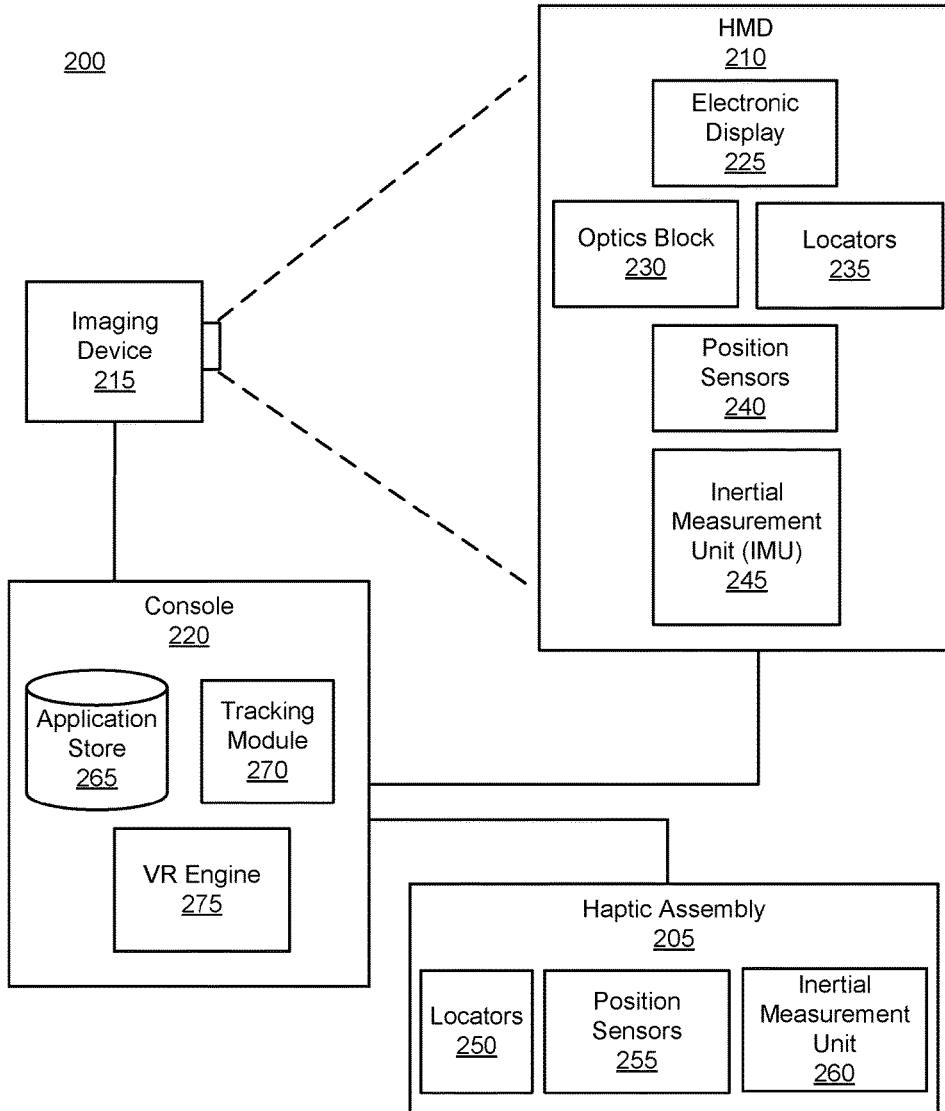 200
HMD
210
Electronic
Display
225
Optics Block
230
Locators
235
Position
Sensors
240
Inertial
Measurement
Unit (IMU)
245
Imaging
Device
215
Console
220
Application
Store
265
Tracking
Module
270
VR Engine
275
Haptic Assembly
205
Locators
250
Position
Sensors
255
Inertial
Measurement
Unit
260